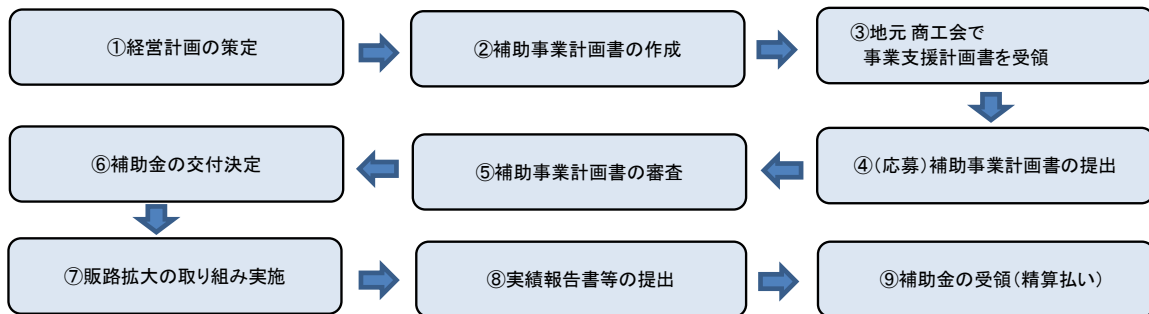 ①経営計画の策定
②補助事業計画書の作成
③地元 商工会で
事業支援計画書を受領
④(応募)補助事業計画書の提出
⑤補助事業計画書の審査
⑥補助金の交付決定
⑦販路拡大の取り組み実施
⑧実績報告書等の提出
⑨補助金の受領(精算払い)